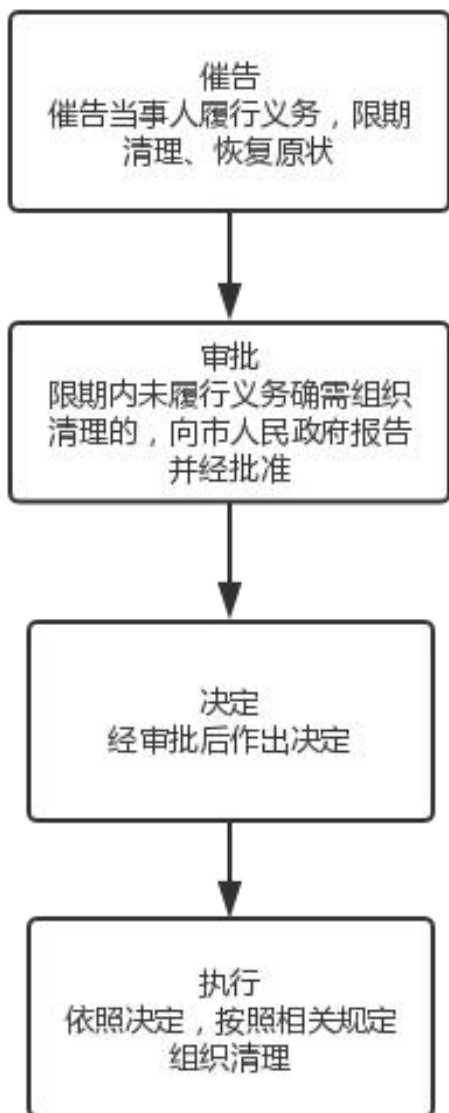 催告
催告当事人履行义务，限期
清理、恢复原状
审批
限期内未履行义务确需组织
清理的，向市人民政府报告
并经批准
决定
经审批后作出决定
执行
依照决定，按照相关规定
组织清理